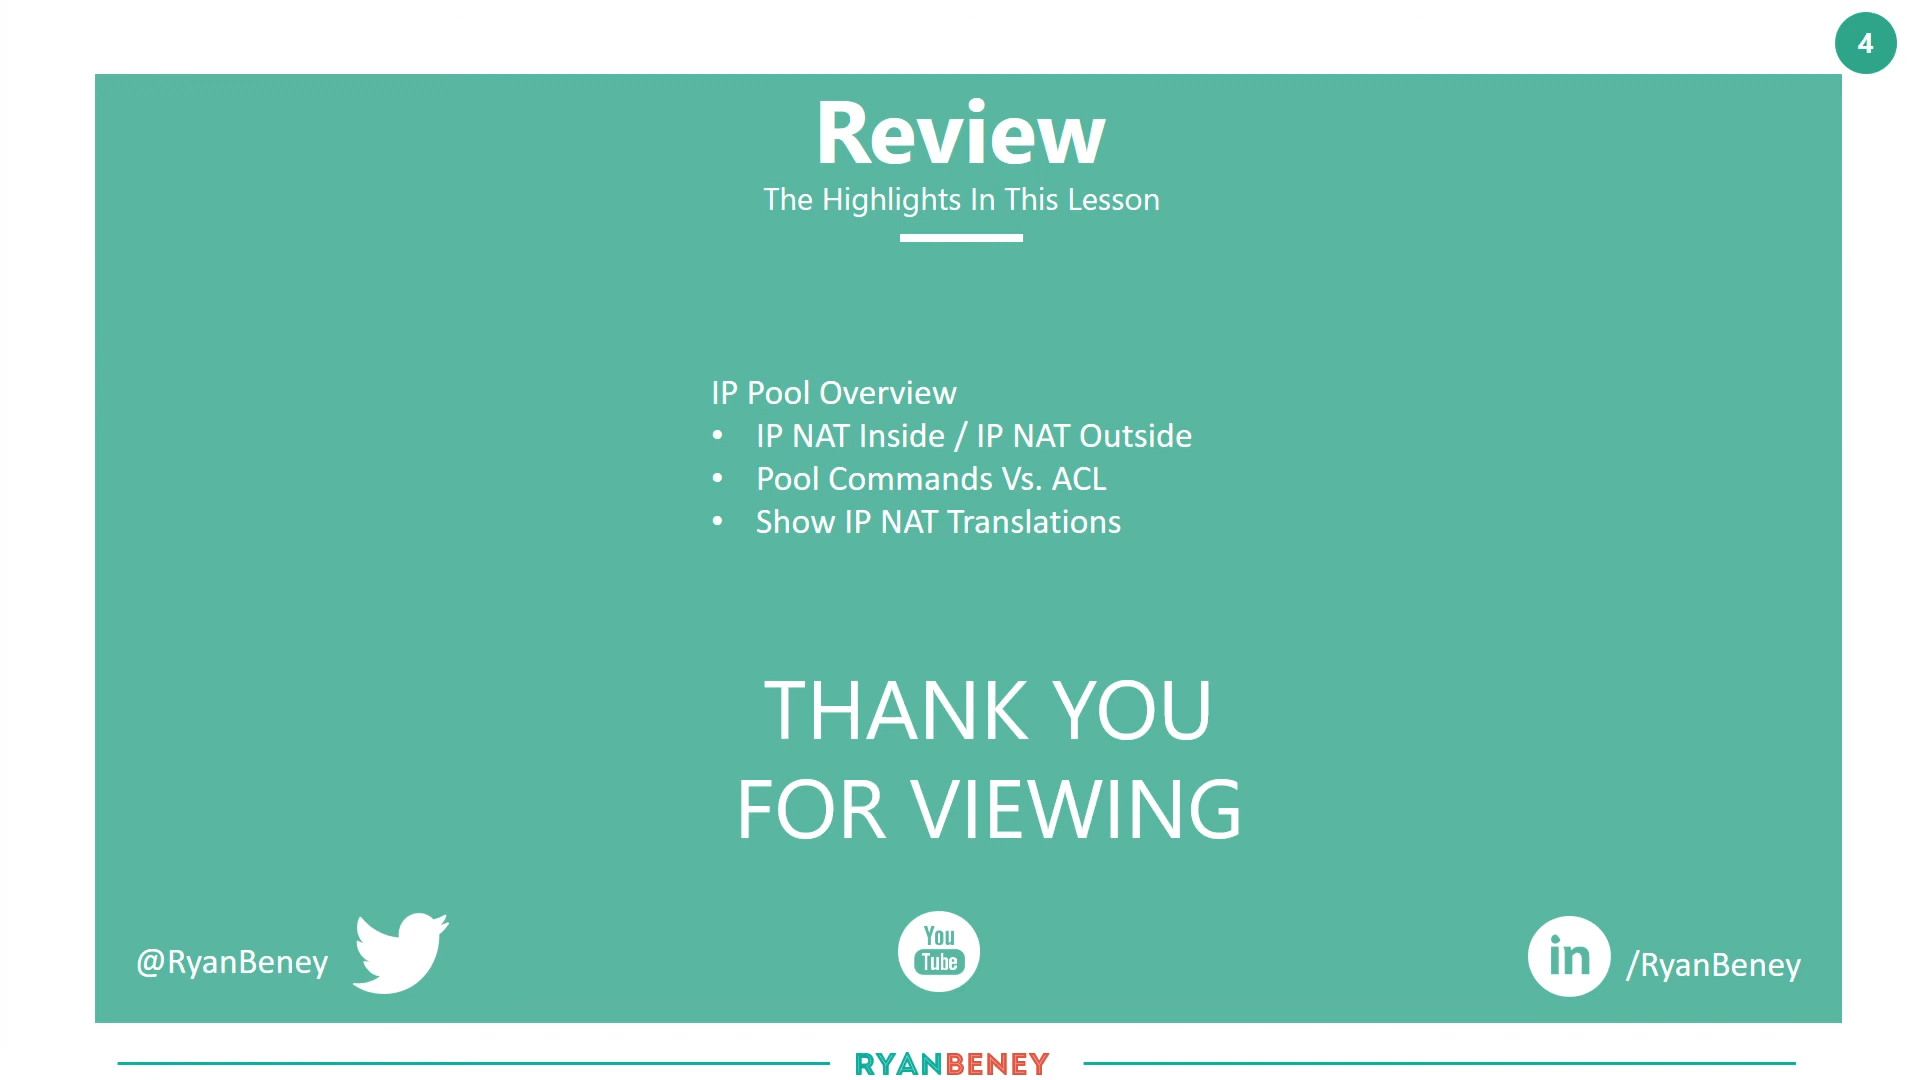 4
Review
The Highlights In This Lesson
IP Pool Overview
• IP NAT Inside / IP NAT Outside
• Pool Commands Vs. ACL
• Show IP NAT Translations
THANK YOU
FOR VIEWING
@RyanBeney
You
Tube
in
/RyanBeney
RYANBENEY